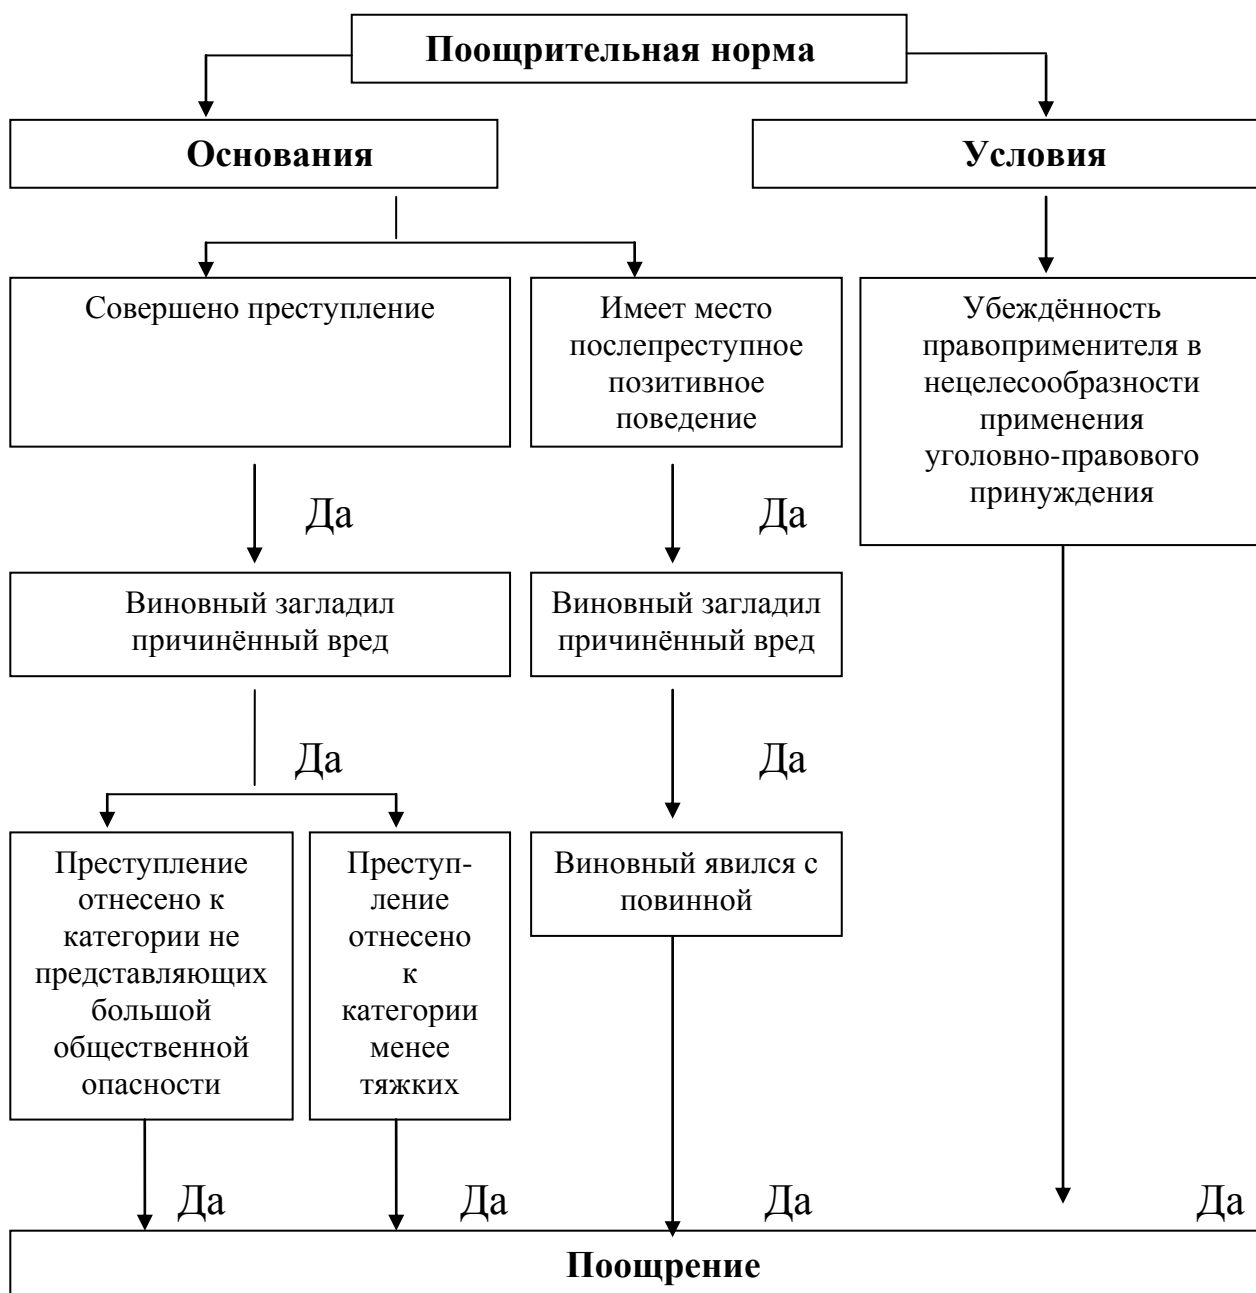 Поощрительная норма
Основания
Условия
Совершено преступление
Имеет место
послепреступное
позитивное
поведение
Убеждённость
правоприменителя в
нецелесообразности
применения
уголовно-правового
принуждения
Да
Да
Виновный загладил
причинённый вред
Виновный загладил
причинённый вред
Да
Да
Преступление
отнесено к
категории не
представляющих
большой
общественной
опасности
Преступ-
ление
отнесено
к
категории
менее
тяжких
Виновный явился с
повинной
Да
Да
Да
Да
Поощрение